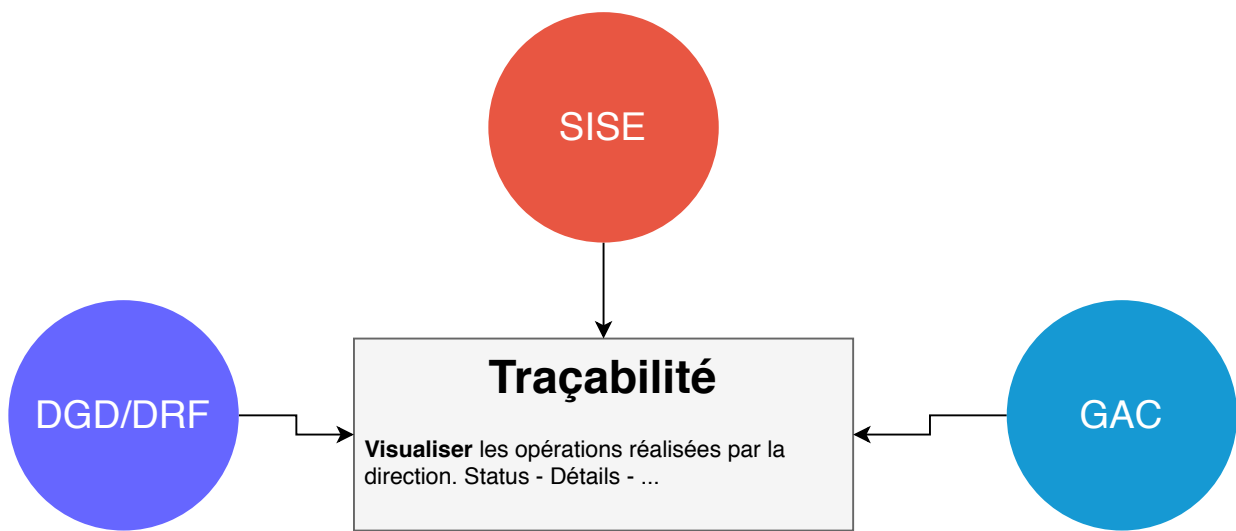 SISE
Traçabilité
DGD/DRF
GAC
Visualiser les opérations réalisées par la
direction. Status - Détails - ...